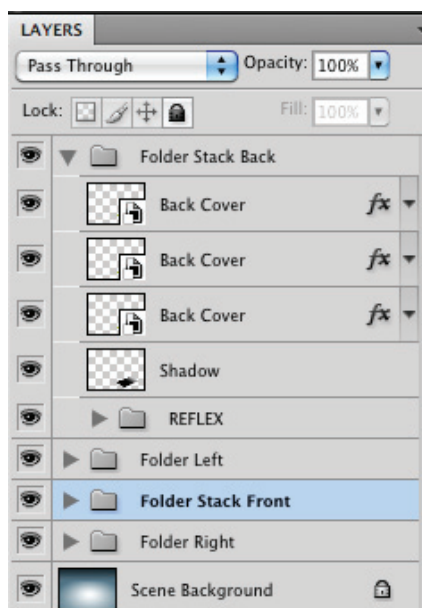 LAYERS
Pass Through Opacity: 100%
Lock: Fill: 100%
Folder Stack Back
Back Cover fx
Back Cover fx
Back Cover fx
Shadow
REFLEX
Folder Left
Folder Stack Front
Folder Right
Scene Background